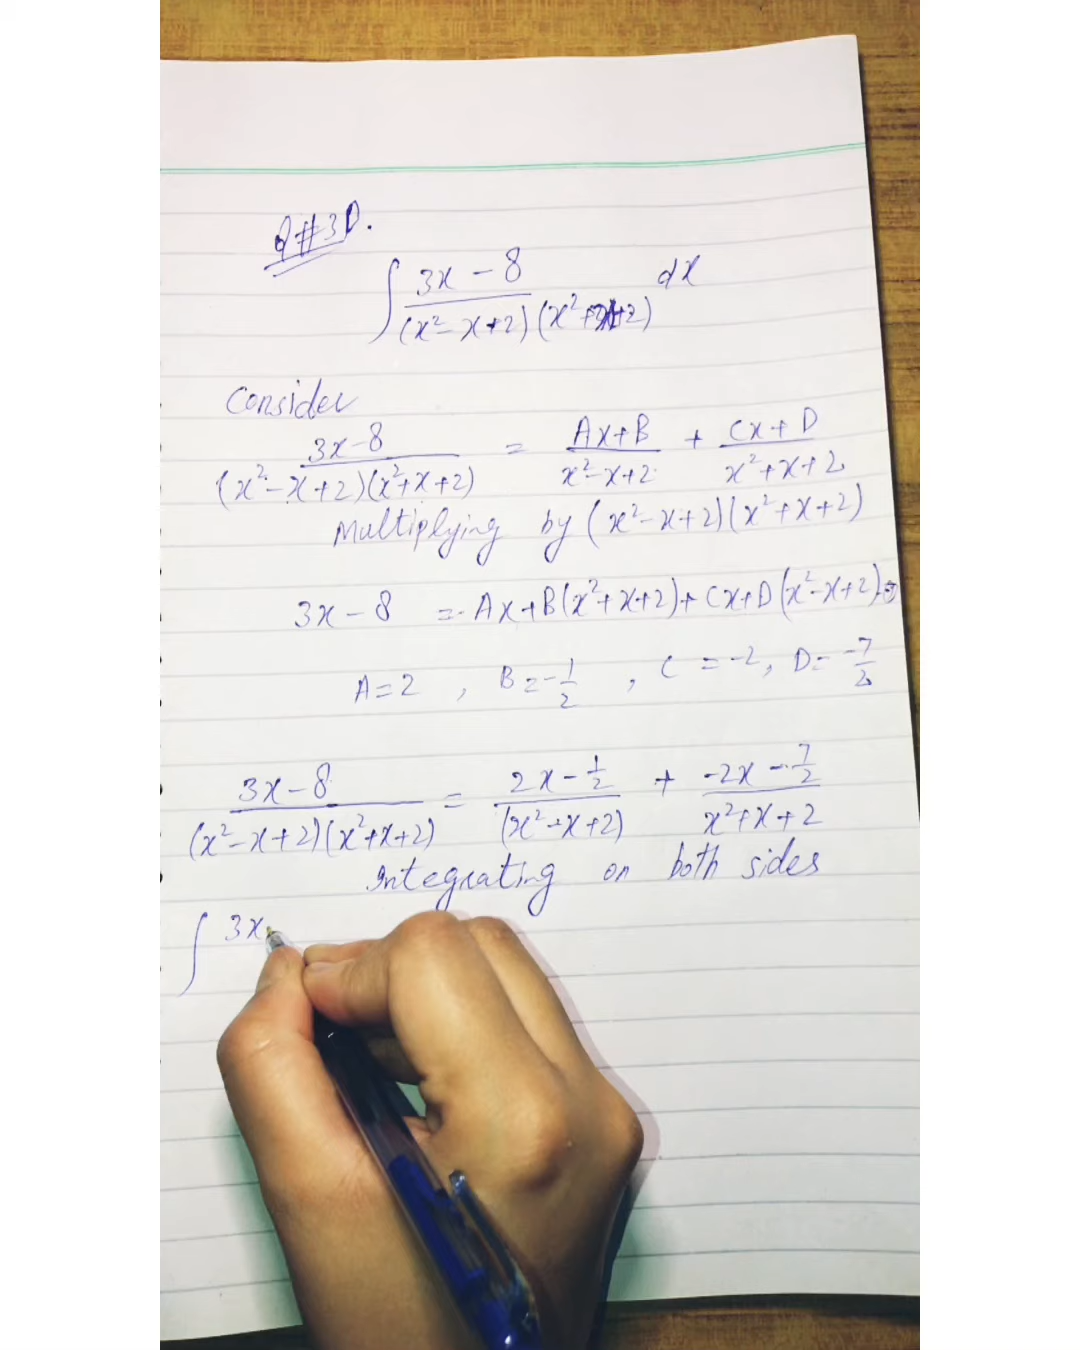 Q#3D.
∫ 3x - 8 / (x² - x + 2)(x² + x + 2) dx
Consider
3x - 8 / (x² - x + 2)(x² + x + 2) = Ax + B / x² - x + 2 + Cx + D / x² + x + 2
Multiplying by (x² - x + 2)(x² + x + 2)
3x - 8 = Ax + B(x² + x + 2) + Cx + D(x² - x + 2)
A = 2 , B = -1/2 , C = -2, D = -7/2
3x - 8 / (x² - x + 2)(x² + x + 2) = 2x - 1/2 / (x² - x + 2) + -2x - 7/2 / x² + x + 2
Integrating on both sides
∫ 3x